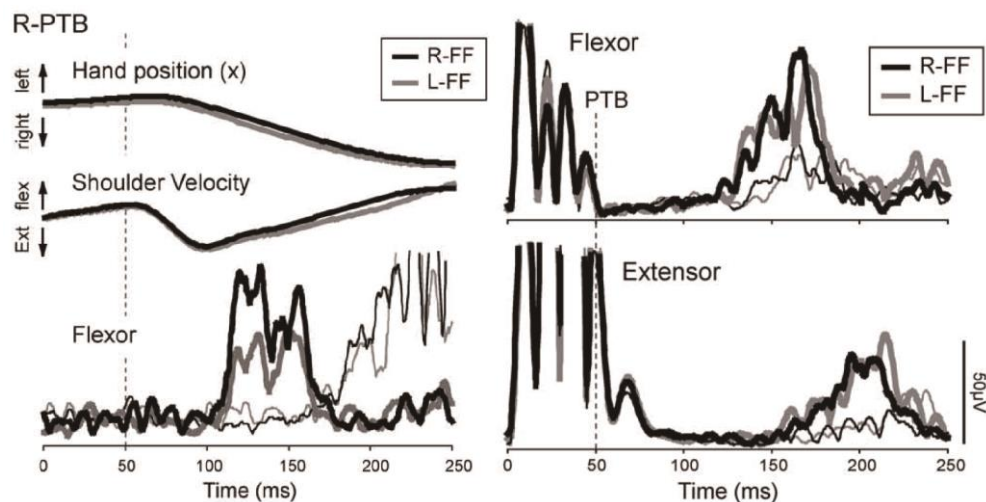 R-PTB
Hand position (x)
left
right
R-FF
L-FF
Shoulder Velocity
flex
Ext
Flexor
0 50 100 150 200 250
Time (ms)
Flexor
PTB
R-FF
L-FF
Extensor
50μV
0 50 100 150 200 250
Time (ms)